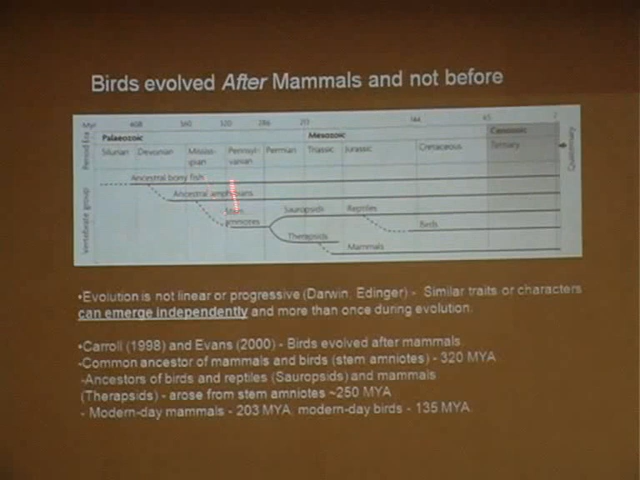 Birds evolved After Mammals and not before
Myr 408 360 320 286 144 65 2
Palaeozoic Mesozoic Cenozoic
Period Silurian Devonian Mississ- Pennsyl- Permian Triassic Jurassic Cretaceous Tertiary Quaternary
pian vanian
Vertebrate group
Ancestral bony fish
Ancestral amphibians
Stem amniotes
Sauropsids Reptiles
Birds
Therapsids
Mammals
•Evolution is not linear or progressive (Darwin, Edinger) - Similar traits or characters
can emerge independently and more than once during evolution.
•Carroll (1998) and Evans (2000) - Birds evolved after mammals.
-Common ancestor of mammals and birds (stem amniotes) - 320 MYA
-Ancestors of birds and reptiles (Sauropsids) and mammals
(Therapsids) - arose from stem amniotes ~250 MYA
- Modern-day mammals - 203 MYA, modern-day birds - 135 MYA.